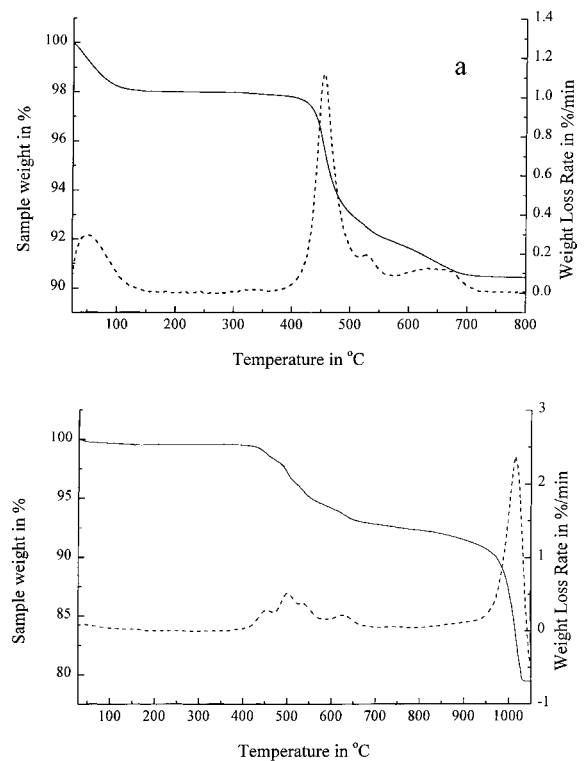 1.4
100
1.2
a
98
1.0
96
0.8
0.6
94
0.4
92
0.2
90
0.0
100 200 300 400 500 600 700 800
Sample weight in %
Weight Loss Rate in %/min
Temperature in °C
3
100
2
95
90
1
85
0
80
-1
100 200 300 400 500 600 700 800 900 1000
Sample weight in %
Weight Loss Rate in %/min
Temperature in °C